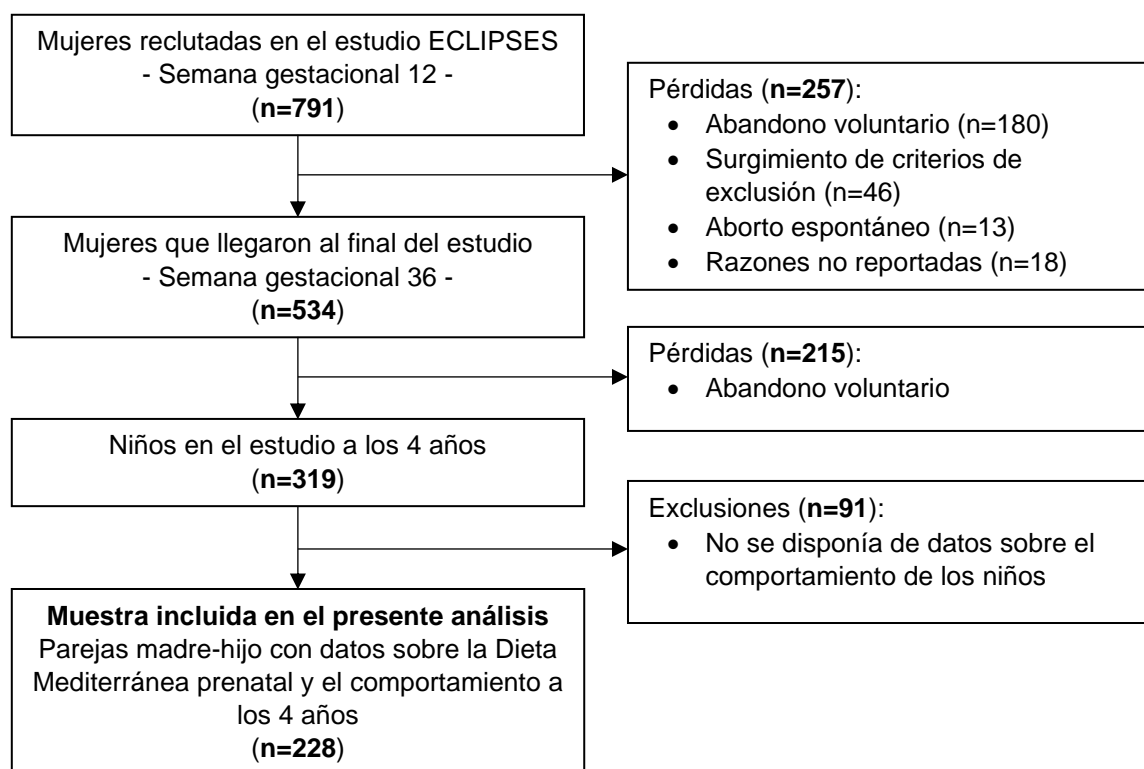 Mujeres reclutadas en el estudio ECLIPSES
- Semana gestacional 12 -
(n=791)
Pérdidas (n=257):
• Abandono voluntario (n=180)
• Surgimiento de criterios de
exclusión (n=46)
• Aborto espontáneo (n=13)
• Razones no reportadas (n=18)
Mujeres que llegaron al final del estudio
- Semana gestacional 36 -
(n=534)
Pérdidas (n=215):
• Abandono voluntario
Niños en el estudio a los 4 años
(n=319)
Exclusiones (n=91):
• No se disponía de datos sobre el
comportamiento de los niños
Muestra incluida en el presente análisis
Parejas madre-hijo con datos sobre la Dieta
Mediterránea prenatal y el comportamiento a
los 4 años
(n=228)